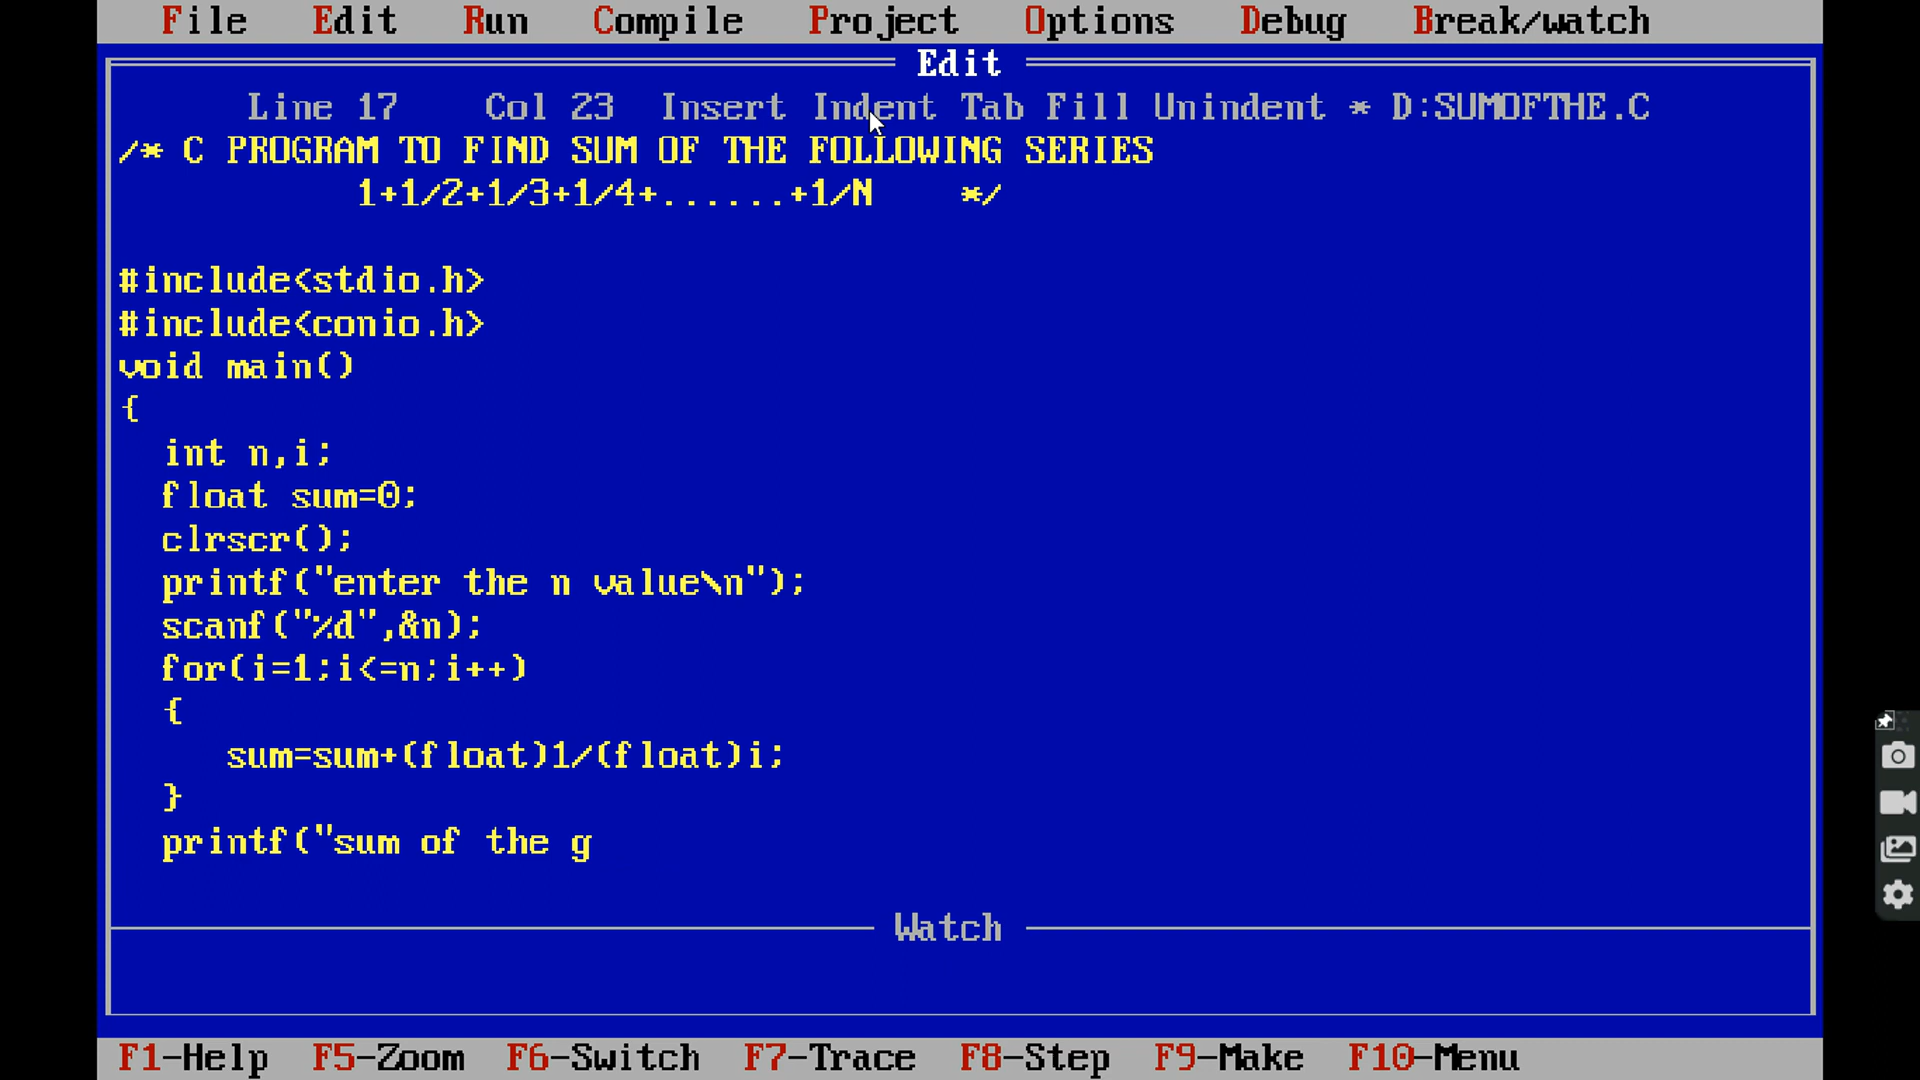 File Edit Run Compile Project Options Debug Break/watch
Edit
Line 17 Col 23 Insert Indent Tab Fill Unindent * D:SUMOFTHE.C
/* C PROGRAM TO FIND SUM OF THE FOLLOWING SERIES
1+1/2+1/3+1/4+......+1/N */
#include<stdio.h>
#include<conio.h>
void main()
{
int n,i;
float sum=0;
clrscr();
printf("enter the n value\n");
scanf("%d",&n);
for(i=1;i<=n;i++)
{
sum=sum+(float)1/(float)i;
}
printf("sum of the g
Watch
F1-Help F5-Zoom F6-Switch F7-Trace F8-Step F9-Make F10-Menu